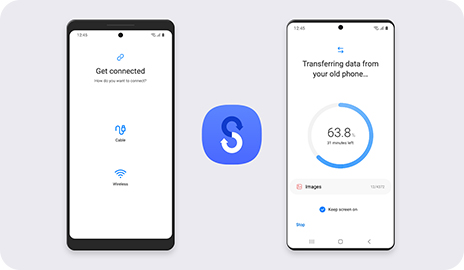 12:45
Get connected
How do you want to connect?
Cable
Wireless
12:45
Transferring data from
your old phone...
63.8%
31 minutes left
Images
Keep screen on
Stop